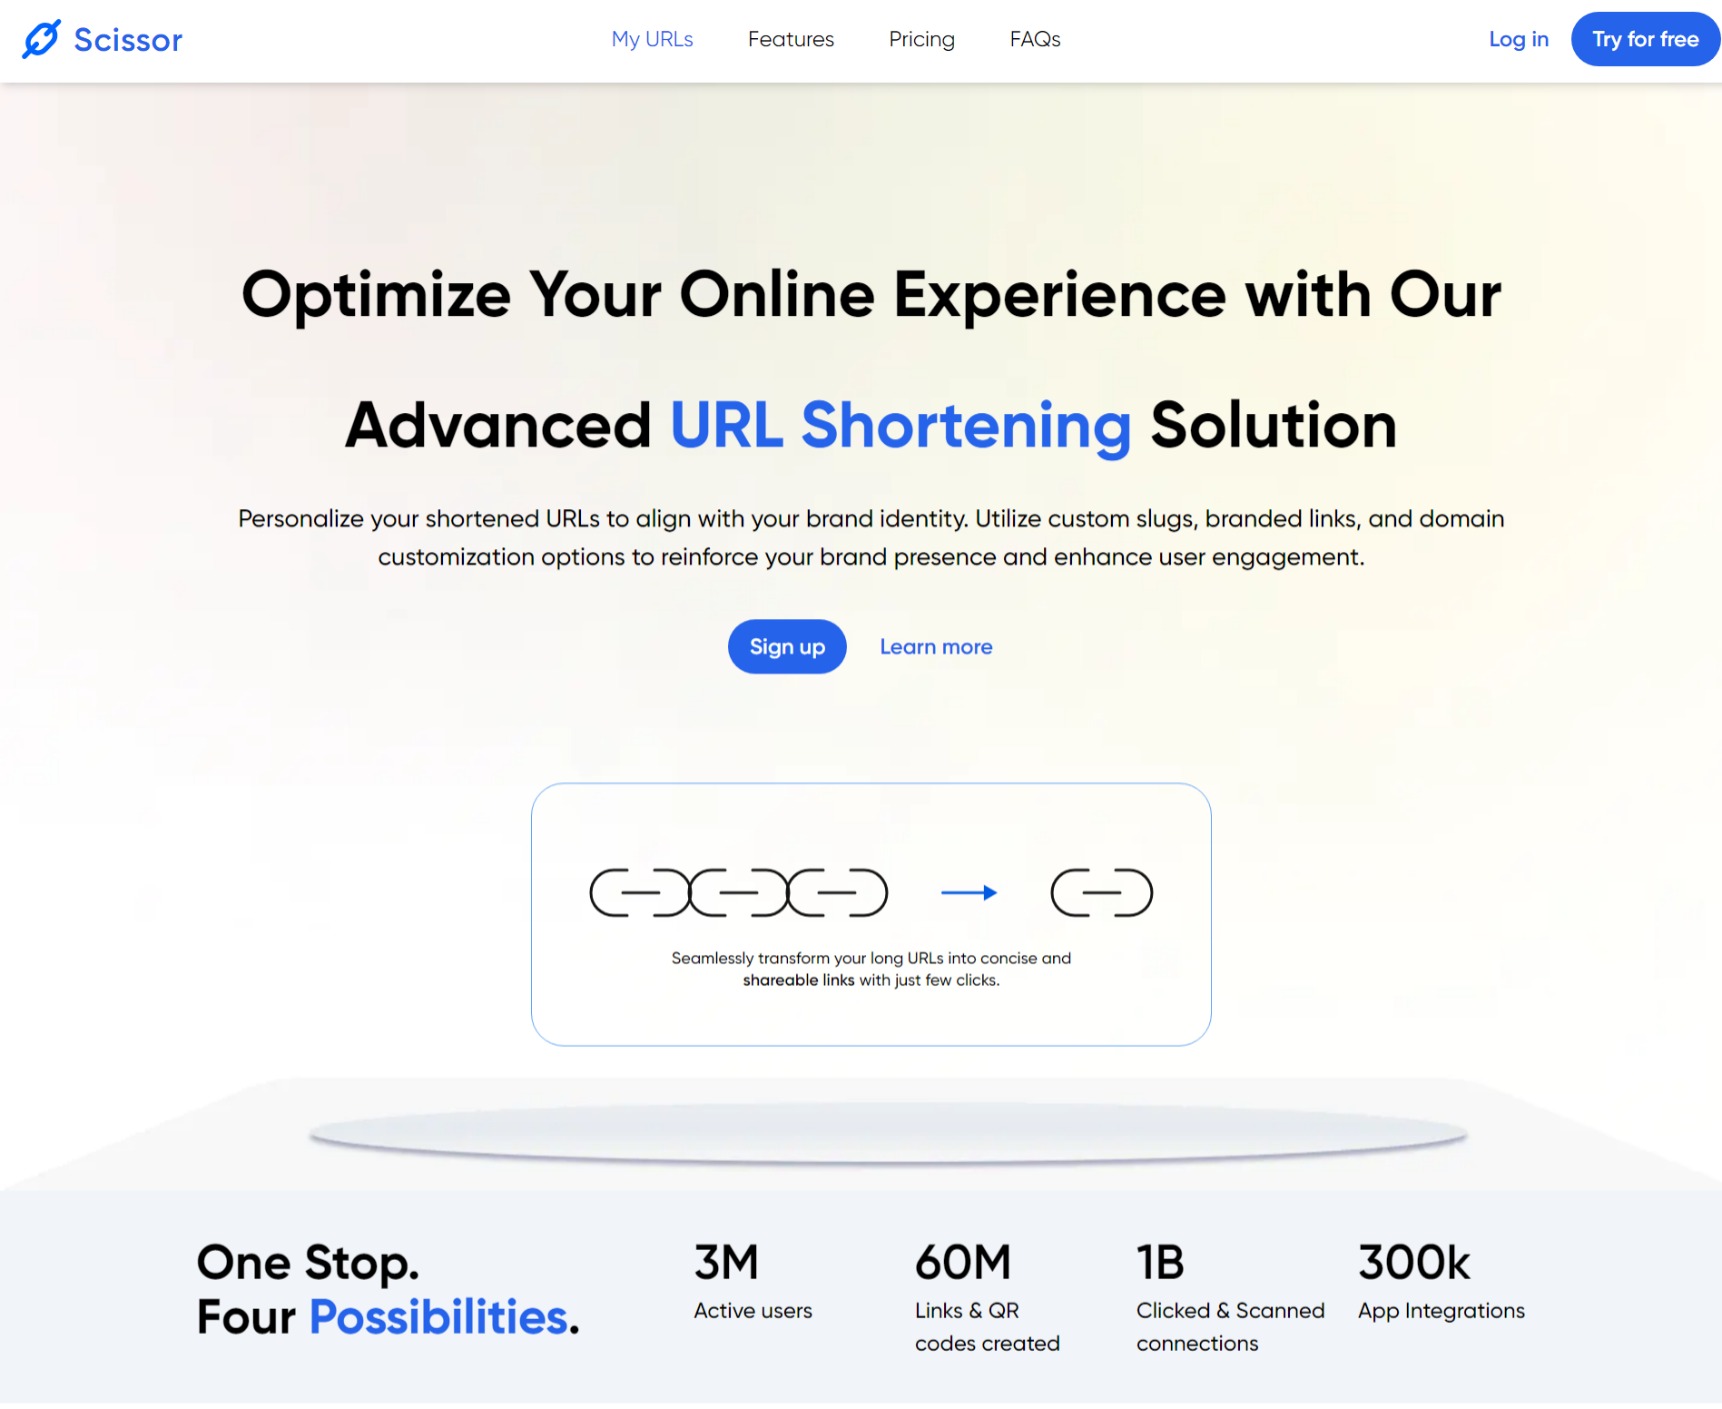 Scissor
My URLs
Features
Pricing
FAQs
Log in
Try for free
Optimize Your Online Experience with Our
Advanced URL Shortening Solution
Personalize your shortened URLs to align with your brand identity. Utilize custom slugs, branded links, and domain
customization options to reinforce your brand presence and enhance user engagement.
Sign up
Learn more
Seamlessly transform your long URLs into concise and
shareable links with just few clicks.
One Stop.
Four Possibilities.
3M
Active users
60M
Links & QR
codes created
1B
Clicked & Scanned
connections
300k
App Integrations